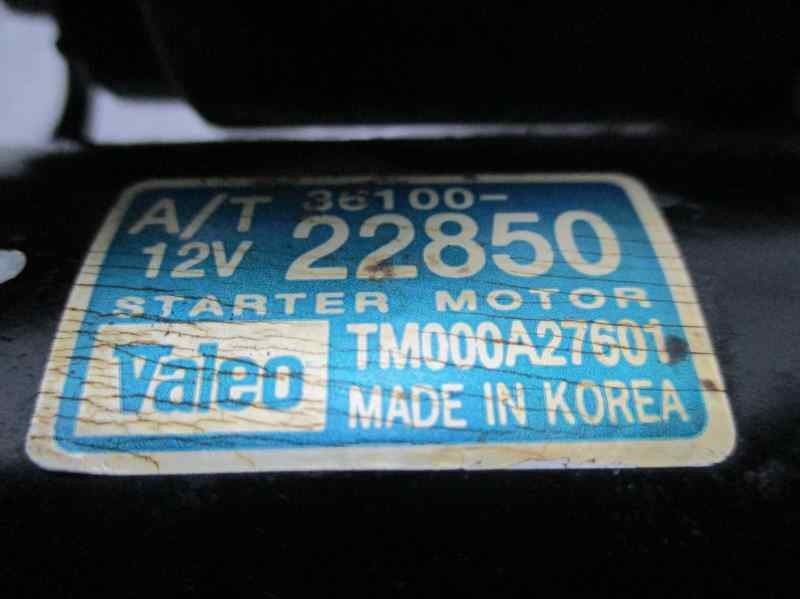 A/T 36100-
12V 22850
STARTER MOTOR
Valeo TM000A27601
MADE IN KOREA